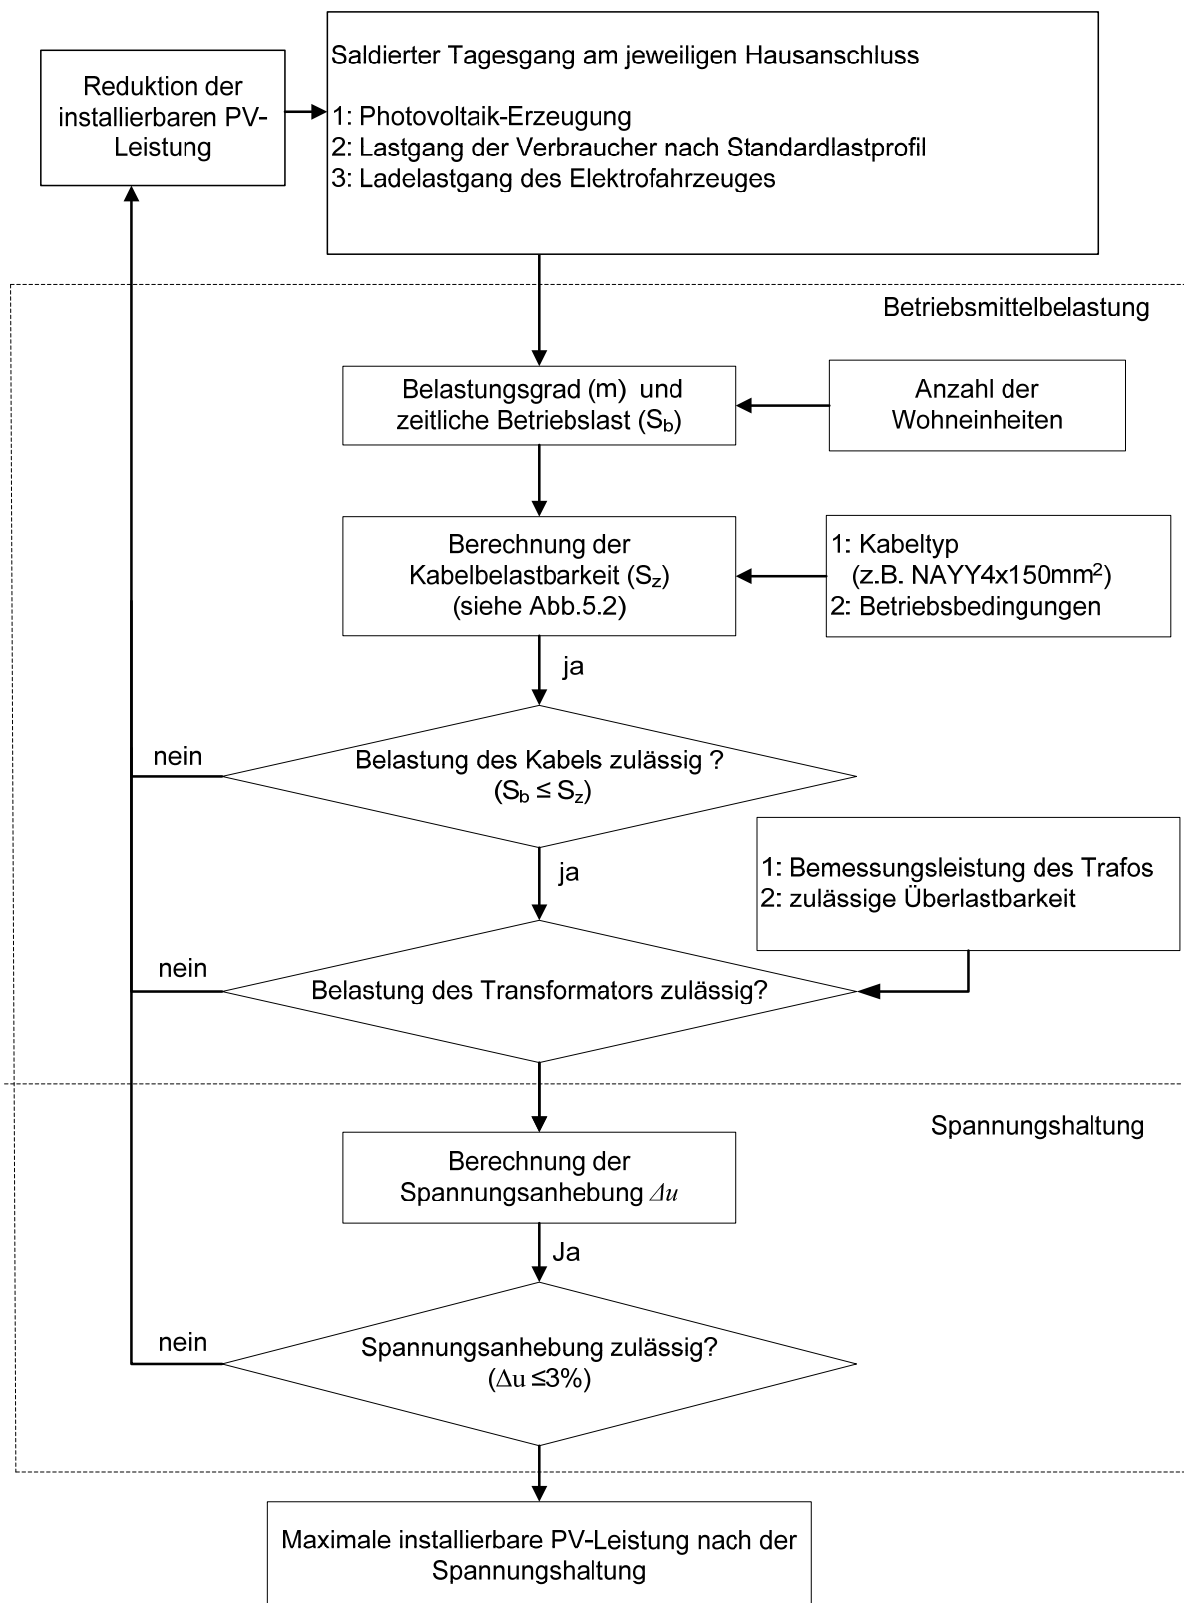 Reduktion der
installierbaren PV-
Leistung
Saldierter Tagesgang am jeweiligen Hausanschluss
1: Photovoltaik-Erzeugung
2: Lastgang der Verbraucher nach Standardlastprofil
3: Ladelastgang des Elektrofahrzeuges
Betriebsmittelbelastung
Belastungsgrad (m) und
zeitliche Betriebslast (S_b)
Anzahl der
Wohneinheiten
Berechnung der
Kabelbelastbarkeit (S_z)
(siehe Abb.5.2)
1: Kabeltyp
(z.B. NAYY4x150mm²)
2: Betriebsbedingungen
ja
nein
Belastung des Kabels zulässig ?
(S_b ≤ S_z)
ja
1: Bemessungsleistung des Trafos
2: zulässige Überlastbarkeit
nein
Belastung des Transformators zulässig?
Spannungshaltung
Berechnung der
Spannungsanhebung Δu
Ja
nein
Spannungsanhebung zulässig?
(Δu ≤3%)
Maximale installierbare PV-Leistung nach der
Spannungshaltung